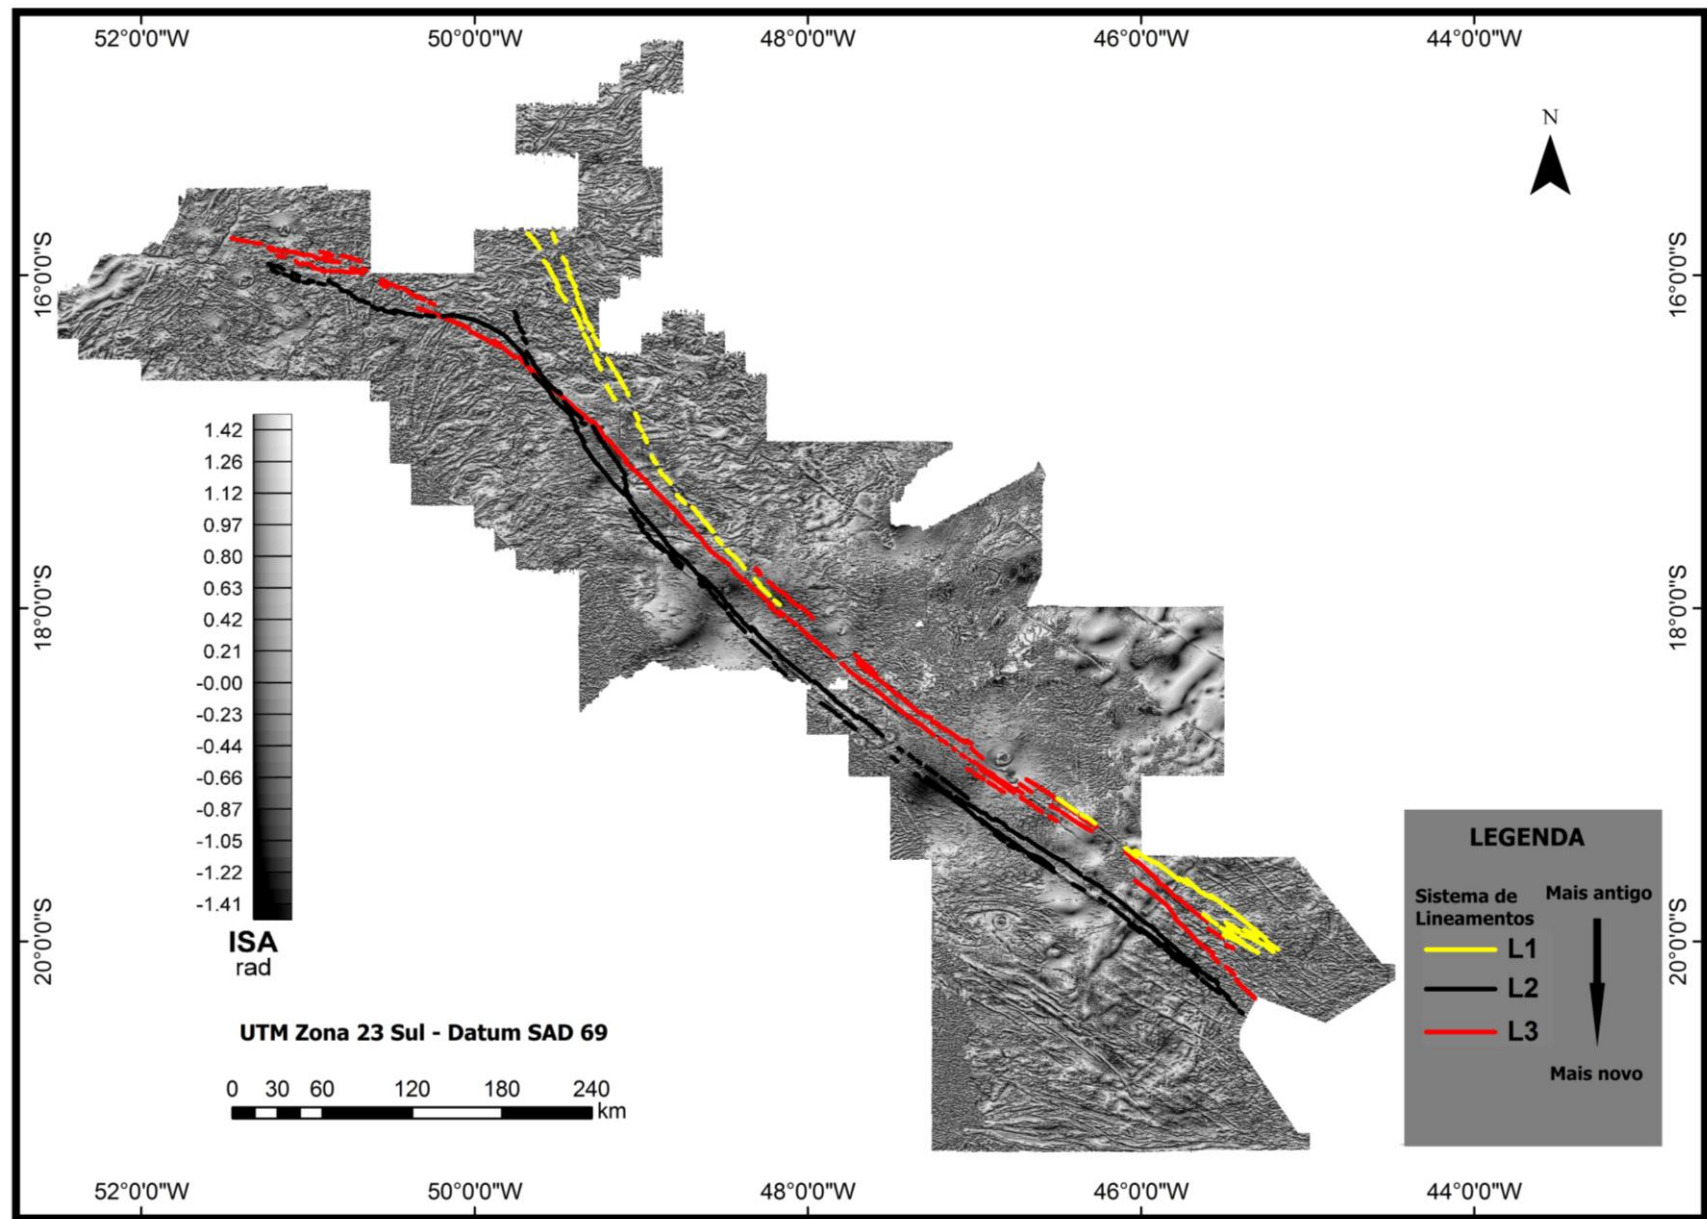 52°0'0"W 50°0'0"W 48°0'0"W 46°0'0"W 44°0'0"W
N
16°0'0"S 16°0'0"S
1.42
1.26
1.12
0.97
0.80
0.63
0.42
0.21
-0.00
-0.23
-0.44
-0.66
-0.87
-1.05
-1.22
-1.41
ISA
rad
18°0'0"S 18°0'0"S
20°0'0"S 20°0'0"S
UTM Zona 23 Sul - Datum SAD 69
0 30 60 120 180 240
km
LEGENDA
Sistema de
Lineamentos
L1
L2
L3
Mais antigo
Mais novo
52°0'0"W 50°0'0"W 48°0'0"W 46°0'0"W 44°0'0"W